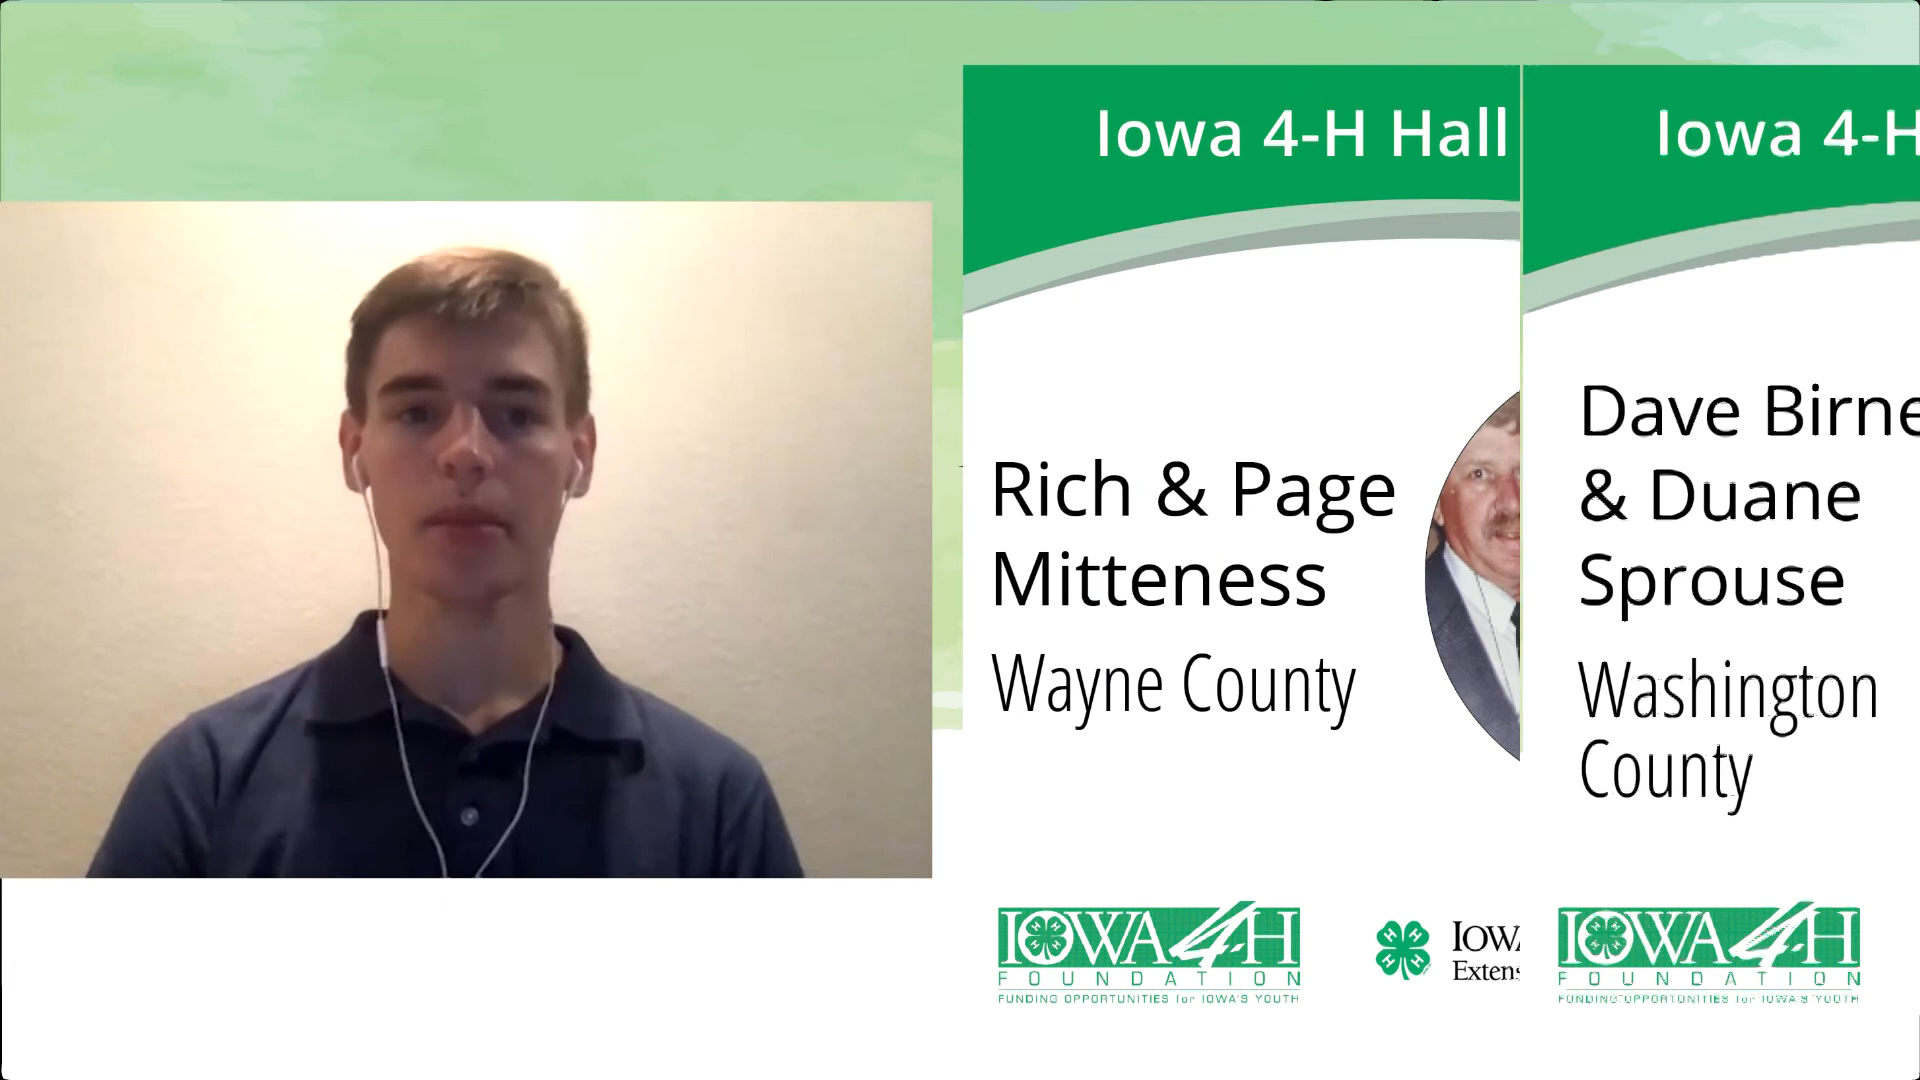 Iowa 4-H Hall
Rich & Page
Mitteness
Wayne County
IOWA 4-H
FOUNDATION
FUNDING OPPORTUNITIES for IOWA'S YOUTH
Iowa 4-H
Dave Birne
& Duane
Sprouse
Washington
County
IOWA 4-H
FOUNDATION
FUNDING OPPORTUNITIES for IOWA'S YOUTH